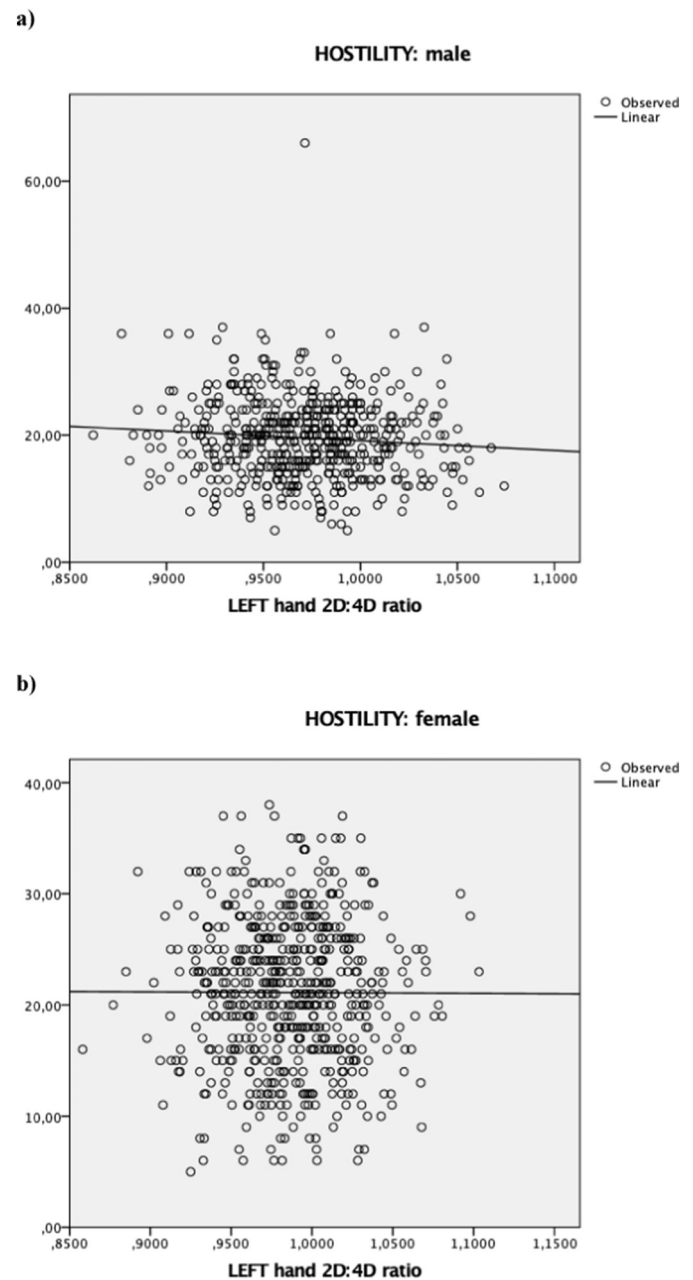 a)
HOSTILITY: male
Observed
Linear
60,00
40,00
20,00
,00
,8500 ,9000 ,9500 1,0000 1,0500 1,1000
LEFT hand 2D:4D ratio
b)
HOSTILITY: female
Observed
Linear
40,00
30,00
20,00
10,00
,00
,8500 ,9000 ,9500 1,0000 1,0500 1,1000 1,1500
LEFT hand 2D:4D ratio